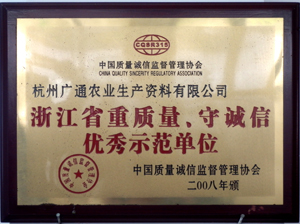 CQSR315
中国质量诚信监督管理协会
CHINA QUALITY SINCERITY REGULATORY ASSOCIATION
杭州广通农业生产资料有限公司
浙江省重质量、守诚信
优秀示范单位
中国质量诚信监督管理协会
二00八年颁